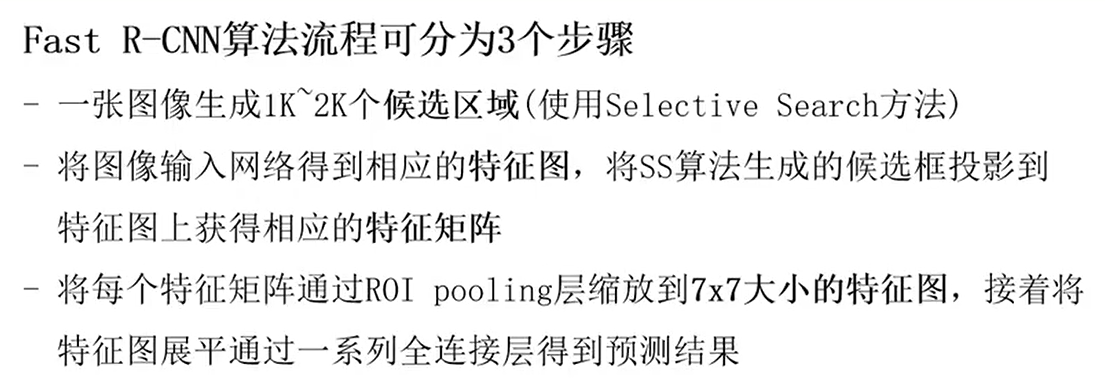 Fast R-CNN算法流程可分为3个步骤
- 一张图像生成1K~2K个候选区域(使用Selective Search方法)
- 将图像输入网络得到相应的特征图，将SS算法生成的候选框投影到
特征图上获得相应的特征矩阵
- 将每个特征矩阵通过ROI pooling层缩放到7x7大小的特征图，接着将
特征图展平通过一系列全连接层得到预测结果